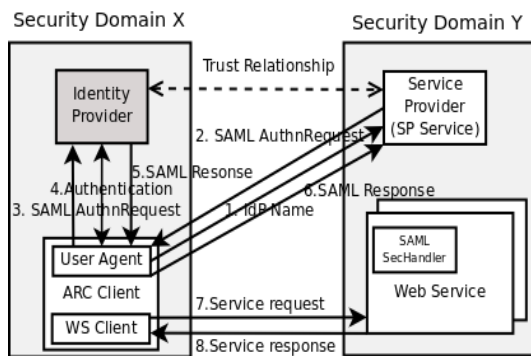 Security Domain X
Security Domain Y
Trust Relationship
Identity
Provider
Service
Provider
(SP Service)
2. SAML AuthnRequest
5.SAML Resonse
4.Authentication
6.SAML Response
3. SAML AuthnRequest
1. IdP Name
User Agent
ARC Client
WS Client
SAML
SecHandler
Web Service
7.Service request
8.Service response